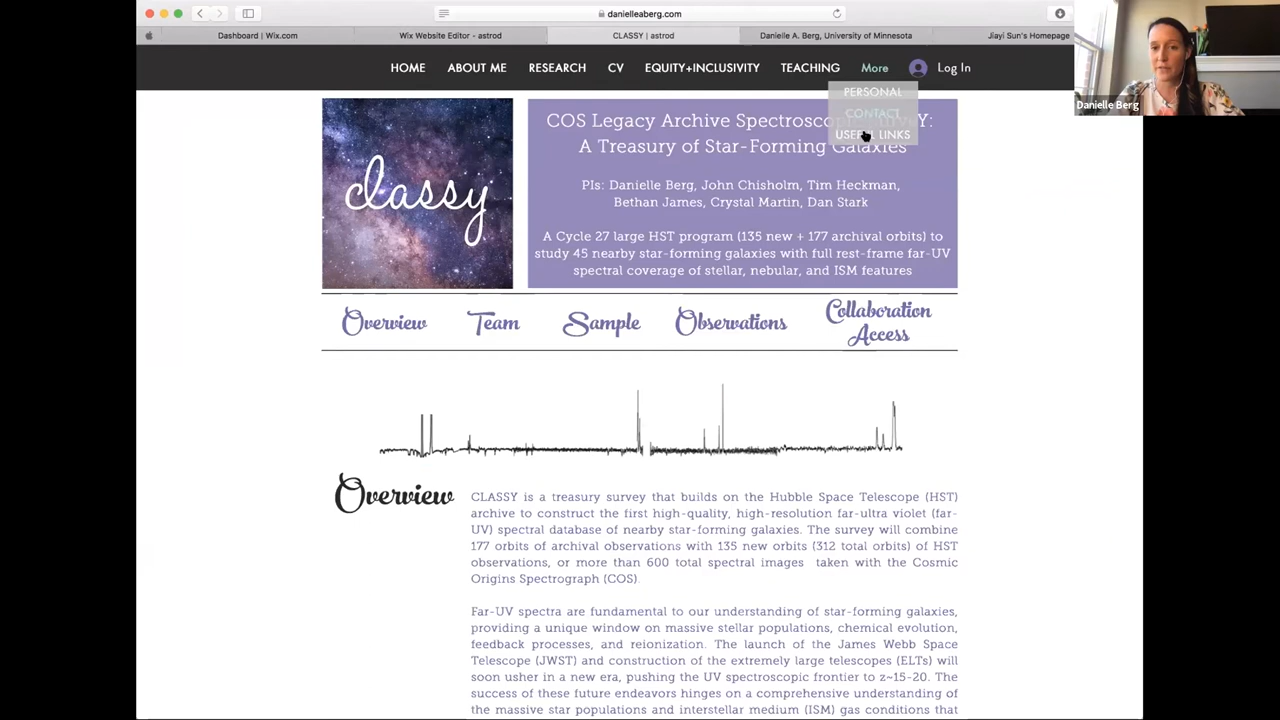 danielleaberg.com
Dashboard | Wix.com
Wix Website Editor - astrod
CLASSY | astrod
Danielle A. Berg, University of Minnesota
Jiayi Sun's Homepage
HOME
ABOUT ME
RESEARCH
CV
EQUITY+INCLUSIVITY
TEACHING
More
Log In
Danielle Berg
PERSONAL
CONTACT
LINKS
classy
COS Legacy Archive
A Treasury of Star-Forming Galaxies
PIs: Danielle Berg, John Chisholm, Tim Heckman,
Bethan James, Crystal Martin, Dan Stark
A Cycle 27 large HST program (135 new + 177 archival orbits) to
study 45 nearby star-forming galaxies with full rest-frame far-UV
spectral coverage of stellar, nebular, and ISM features
Overview
Team
Sample
Observations
Collaboration
Access
Overview
CLASSY is a treasury survey that builds on the Hubble Space Telescope (HST)
archive to construct the first high-quality, high-resolution far-ultra violet (far-
UV) spectral database of nearby star-forming galaxies. The survey will combine
177 orbits of archival observations with 135 new orbits (312 total orbits) of HST
observations, or more than 600 total spectral images taken with the Cosmic
Origins Spectrograph (COS).
Far-UV spectra are fundamental to our understanding of star-forming galaxies,
providing a unique window on massive stellar populations, chemical evolution,
feedback processes, and reionization. The launch of the James Webb Space
Telescope (JWST) and construction of the extremely large telescopes (ELTs) will
soon usher in a new era, pushing the UV spectroscopic frontier to z~15-20. The
success of these future endeavors hinges on a comprehensive understanding of
the massive star populations and interstellar medium (ISM) gas conditions that